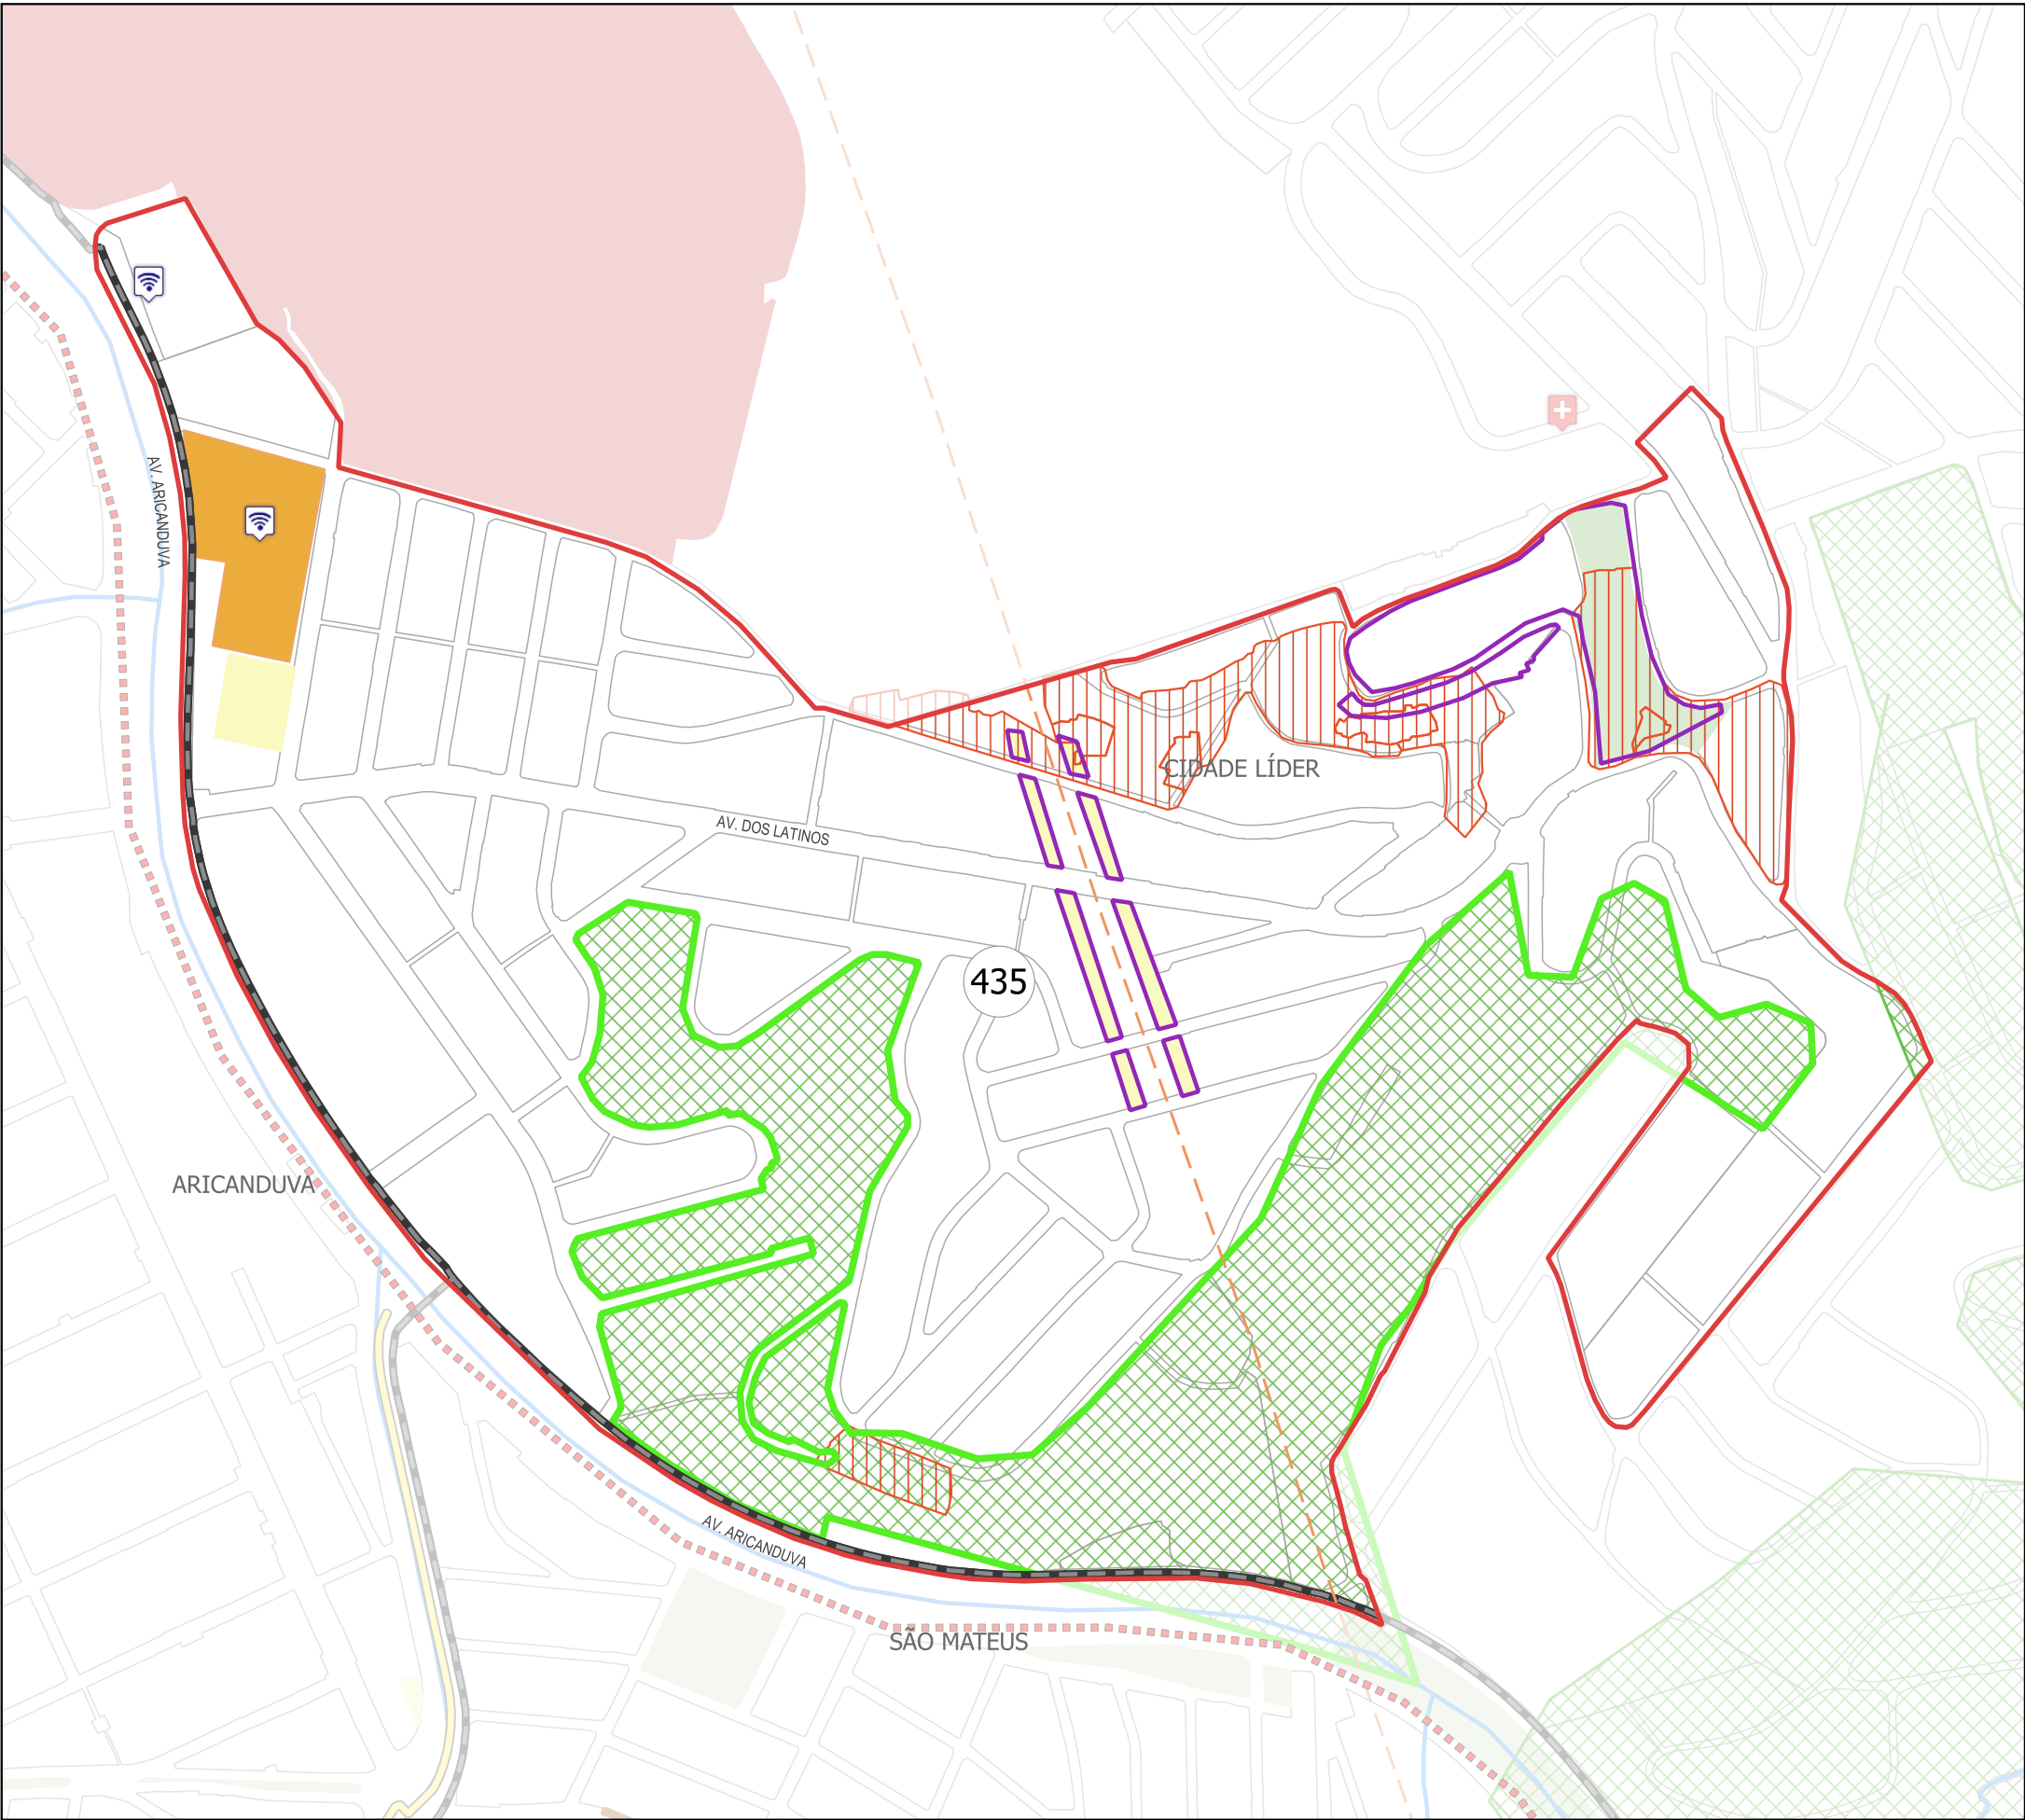 AV. ARICANDUVA
CIDADE LÍDER
AV. DOS LATINOS
435
ARICANDUVA
AV. ARICANDUVA
SÃO MATEUS